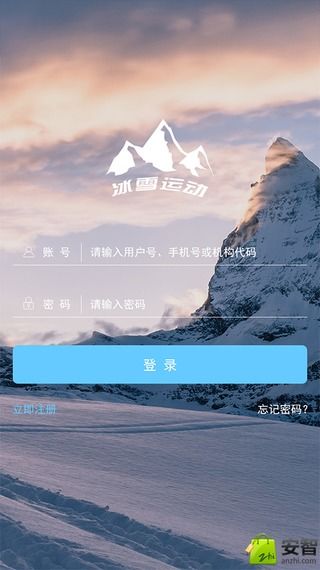 冰雪运动
账 号 请输入用户号、手机号或机构代码
密 码 请输入密码
登 录
立即注册 忘记密码?
zhi 安智
anzhi.com